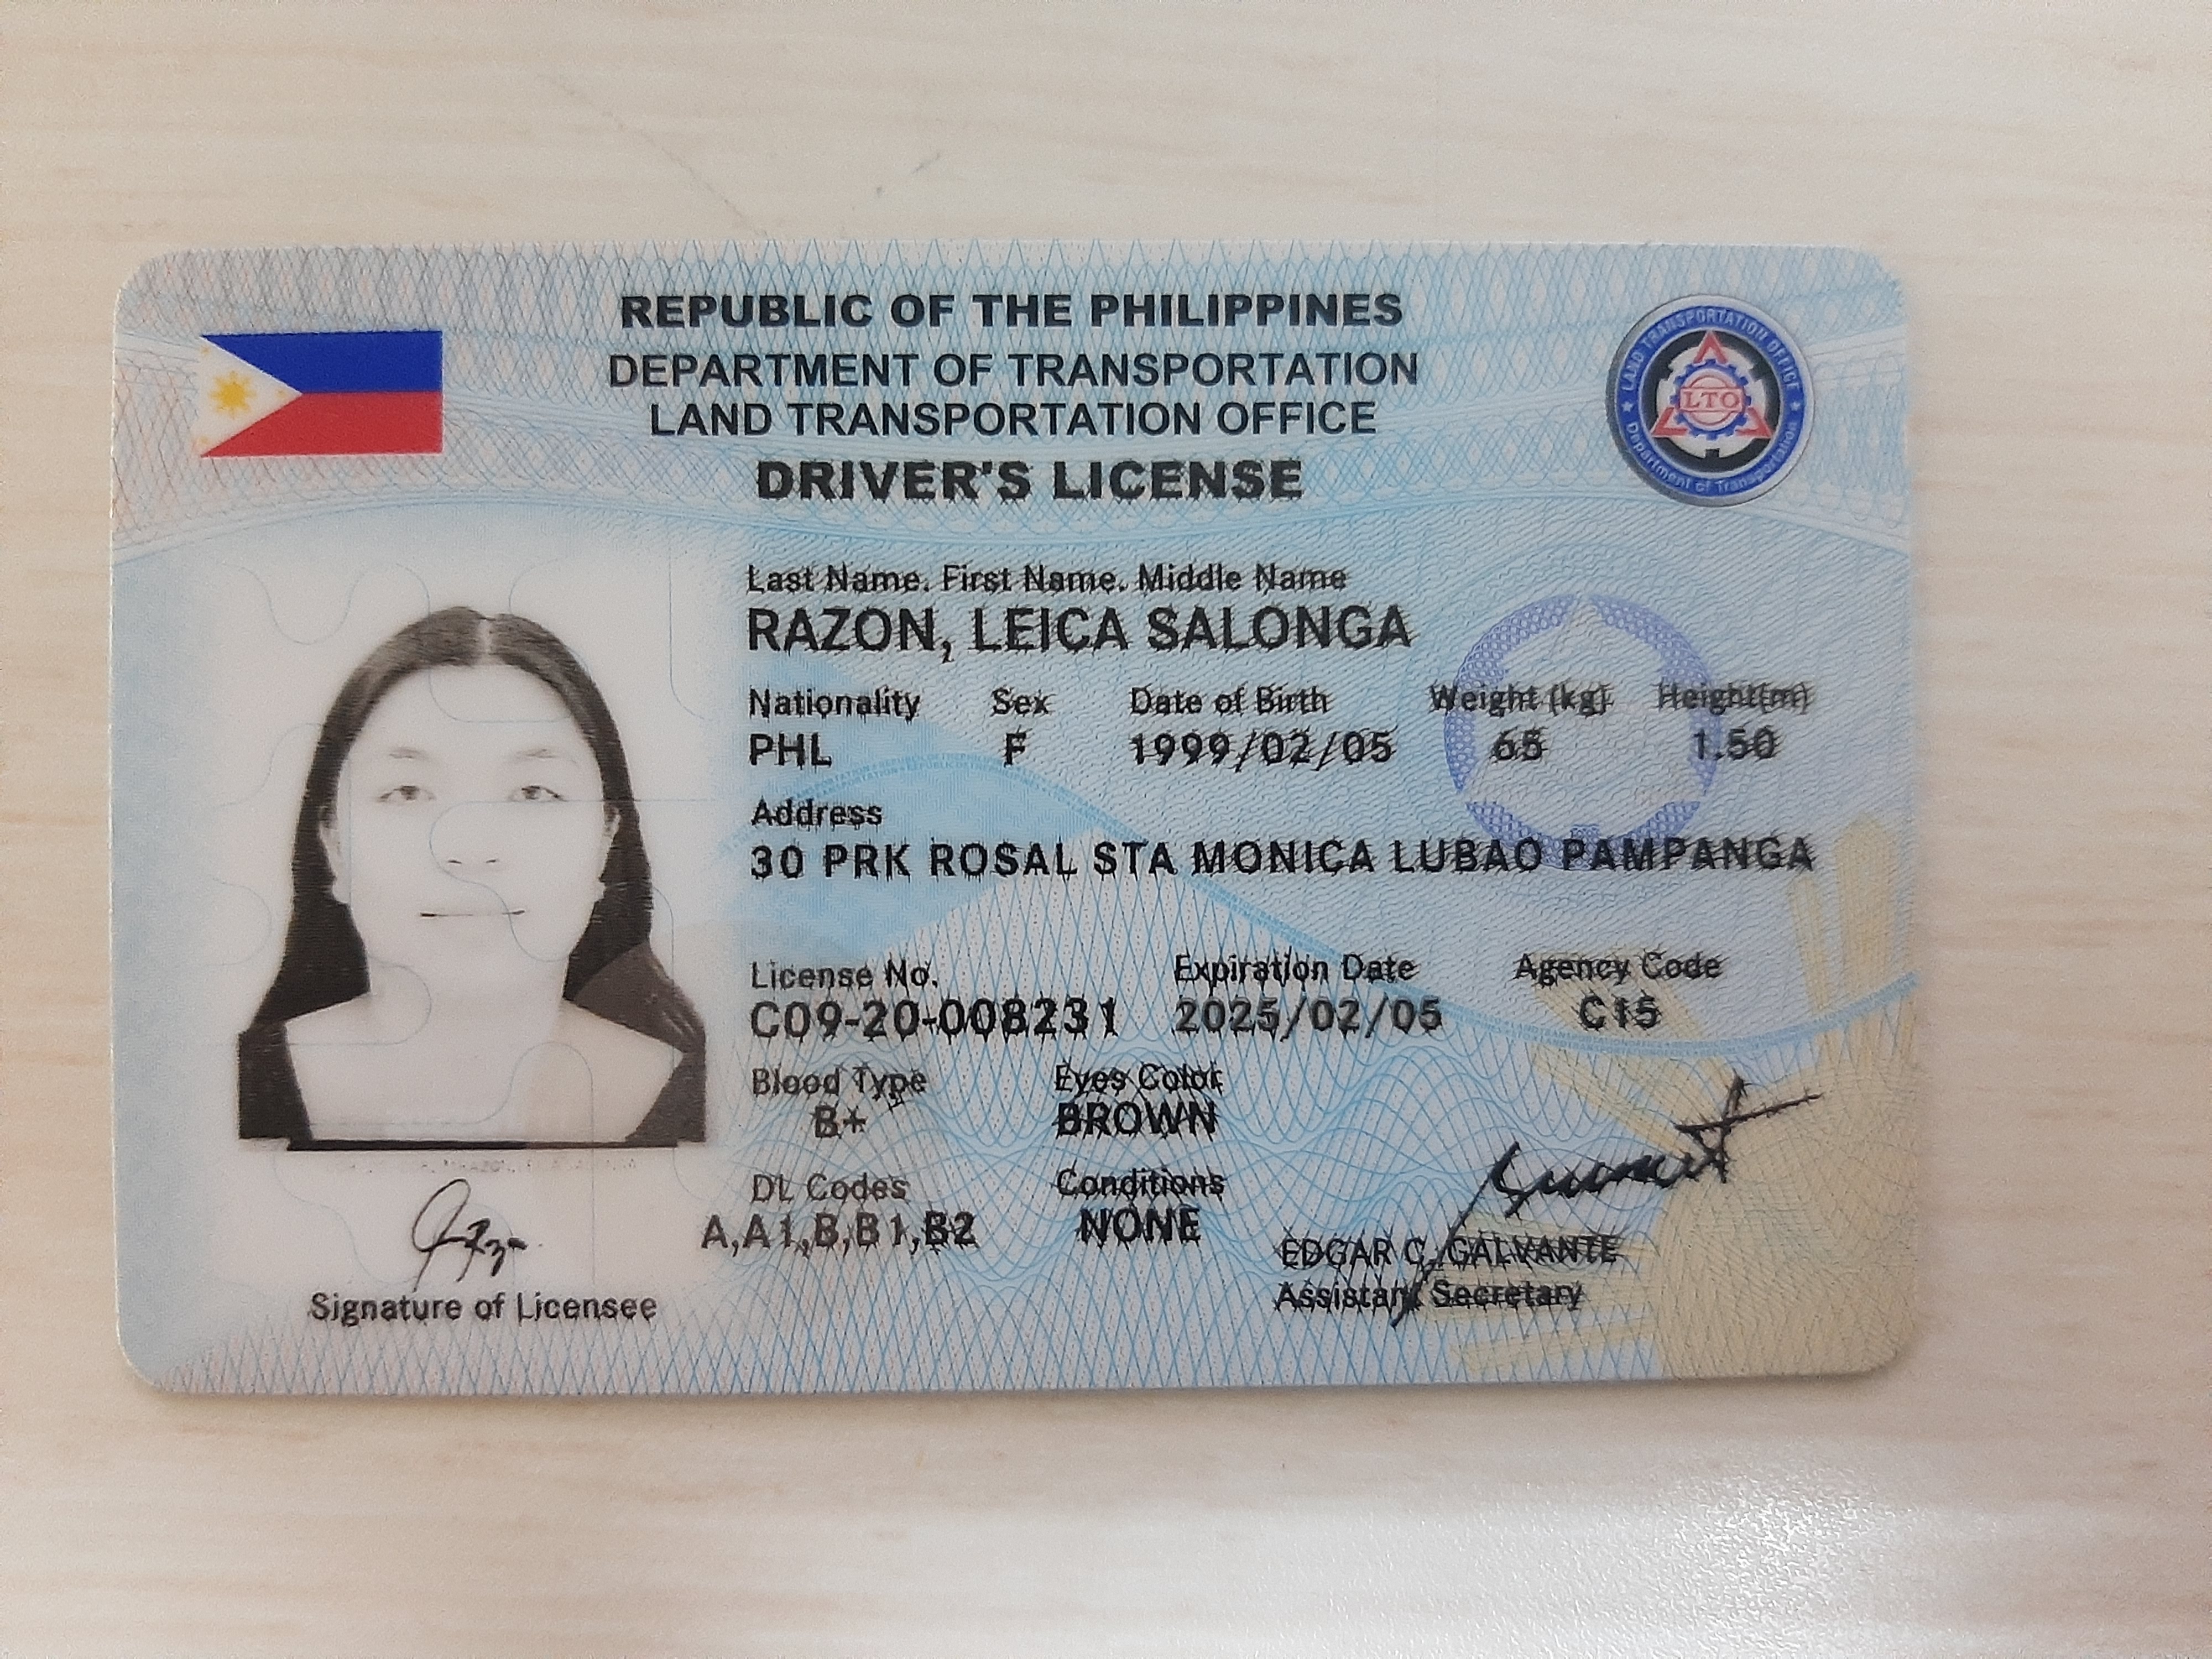 REPUBLIC OF THE PHILIPPINES
DEPARTMENT OF TRANSPORTATION
LAND TRANSPORTATION OFFICE
DRIVER'S LICENSE
LTO
Department of Transportation ★ LAND TRANSPORTATION OFFICE ★
Last Name. First Name. Middle Name
RAZON, LEICA SALONGA
Nationality Sex Date of Birth Weight (kg) Height(m)
PHL F 1999/02/05 65 1.50
Address
30 PRK ROSAL STA MONICA LUBAO PAMPANGA
License No. Expiration Date Agency Code
C09-20-008231 2025/02/05 C15
Blood Type Eyes Color
B+ BROWN
DL Codes Conditions
A,A1,B,B1,B2 NONE
EDGAR C. GALVANTE
Assistant Secretary
Signature of Licensee